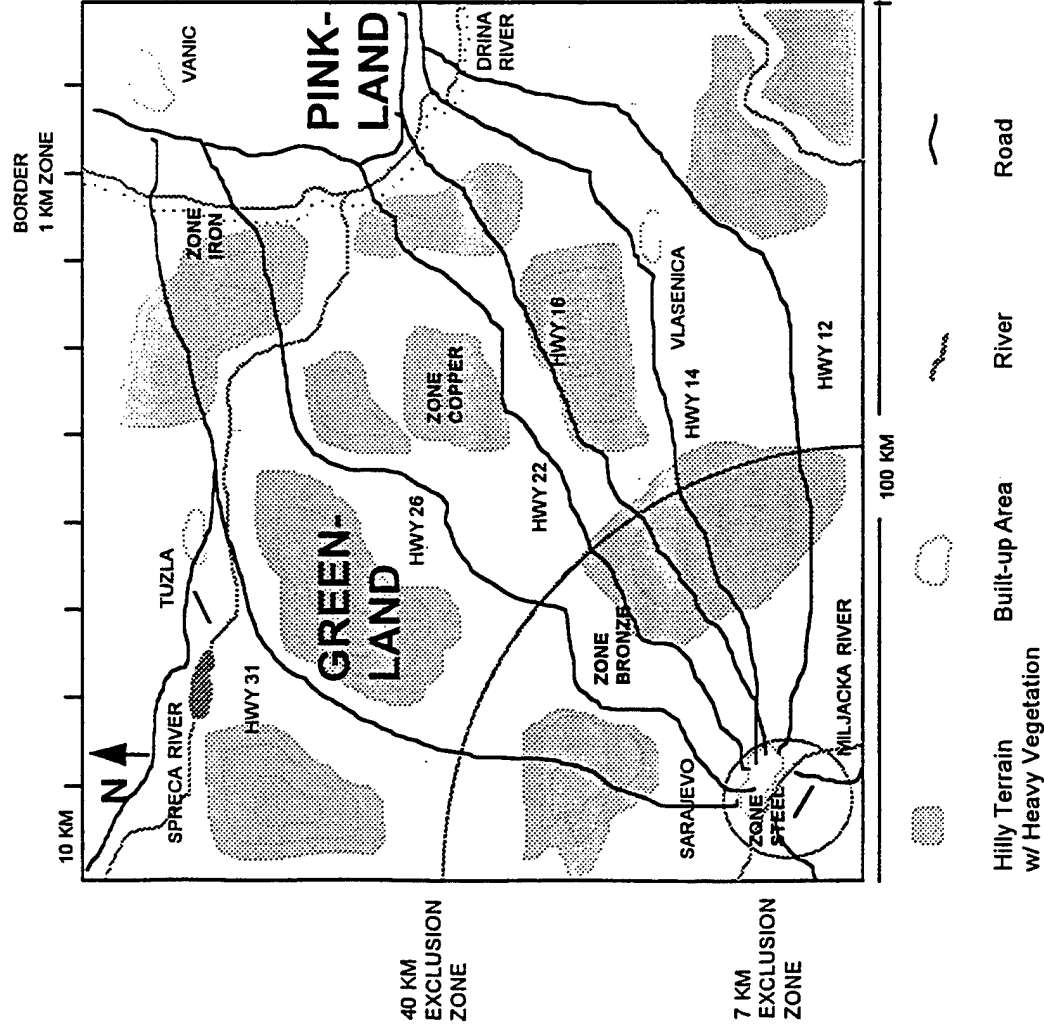 BORDER
1 KM ZONE
10 KM
N
SPRECA RIVER
TUZLA
HWY 31
ZONE
IRON
VANIC
PINK-
LAND
DRINA
RIVER
GREEN-
LAND
HWY 26
ZONE
COPPER
HWY 22
HWY 16
40 KM
EXCLUSION
ZONE
ZONE
BRONZE
VLASENICA
HWY 14
SARAJEVO
ZONE
STEEL
7 KM
EXCLUSION
ZONE
MILJACKA RIVER
HWY 12
100 KM
Hilly Terrain
w/ Heavy Vegetation
Built-up Area
River
Road